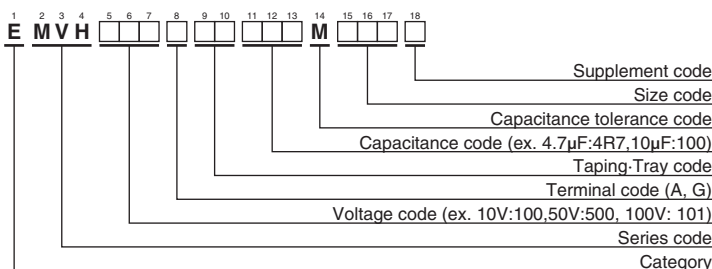 1 2 3 4 5 6 7 8 9 10 11 12 13 14 15 16 17 18
E MVH □□□ □ □□ □□□ M □□□ □
Supplement code
Size code
Capacitance tolerance code
Capacitance code (ex. 4.7µF:4R7,10µF:100)
Taping·Tray code
Terminal code (A, G)
Voltage code (ex. 10V:100,50V:500, 100V: 101)
Series code
Category